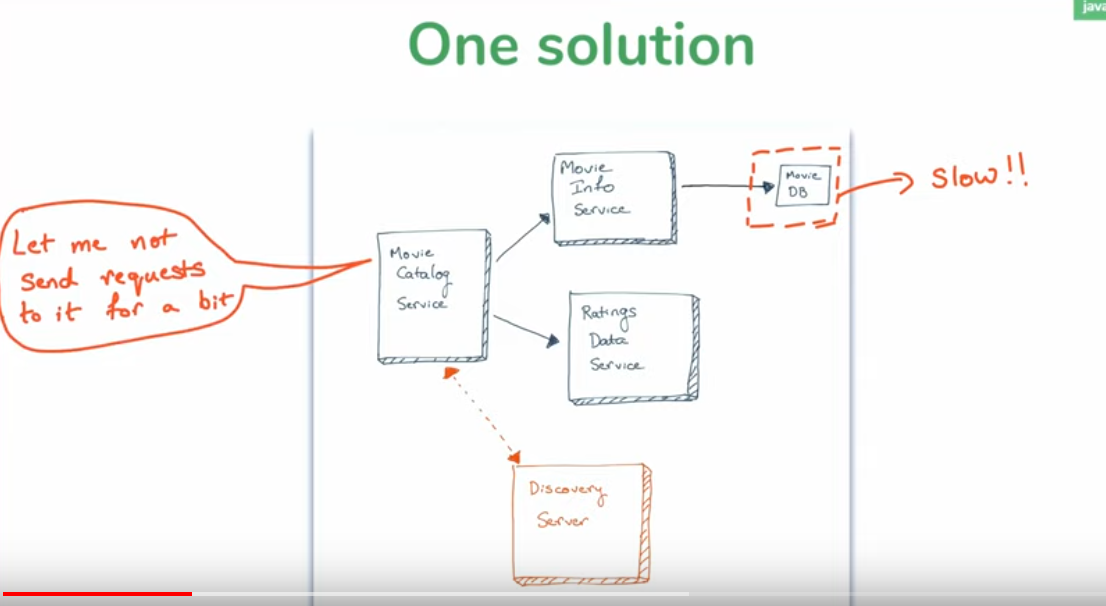 java
One solution
Movie
Info
Service
Movie
DB
Slow!!
Let me not
Send requests
to it for a bit
Movie
Catalog
Service
Ratings
Data
Service
Discovery
Server